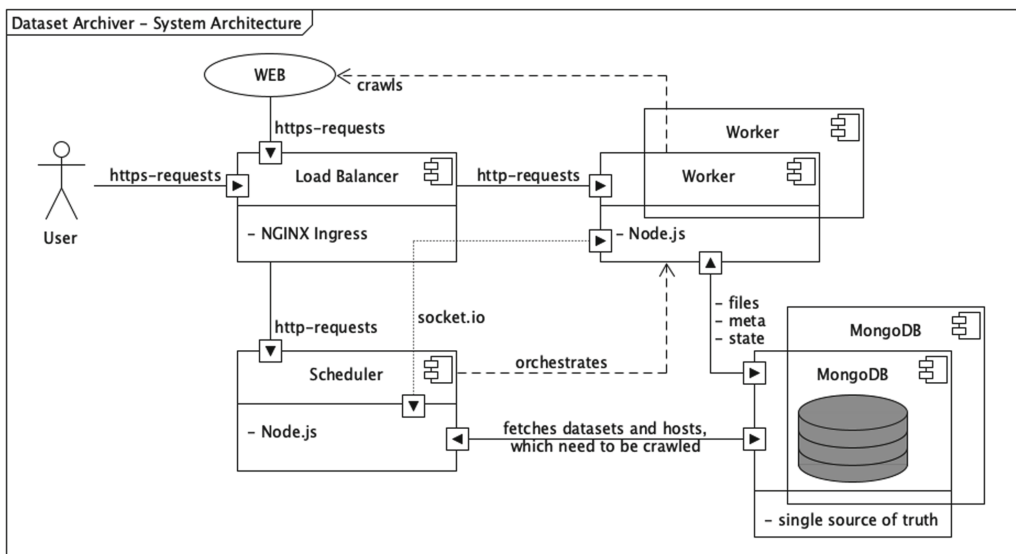 Dataset Archiver – System Architecture
WEB
crawls
https-requests
Worker
User
https-requests
Load Balancer
http-requests
Worker
– NGINX Ingress
– Node.js
http-requests
socket.io
– files
– meta
– state
MongoDB
Scheduler
orchestrates
MongoDB
– Node.js
fetches datasets and hosts,
which need to be crawled
– single source of truth